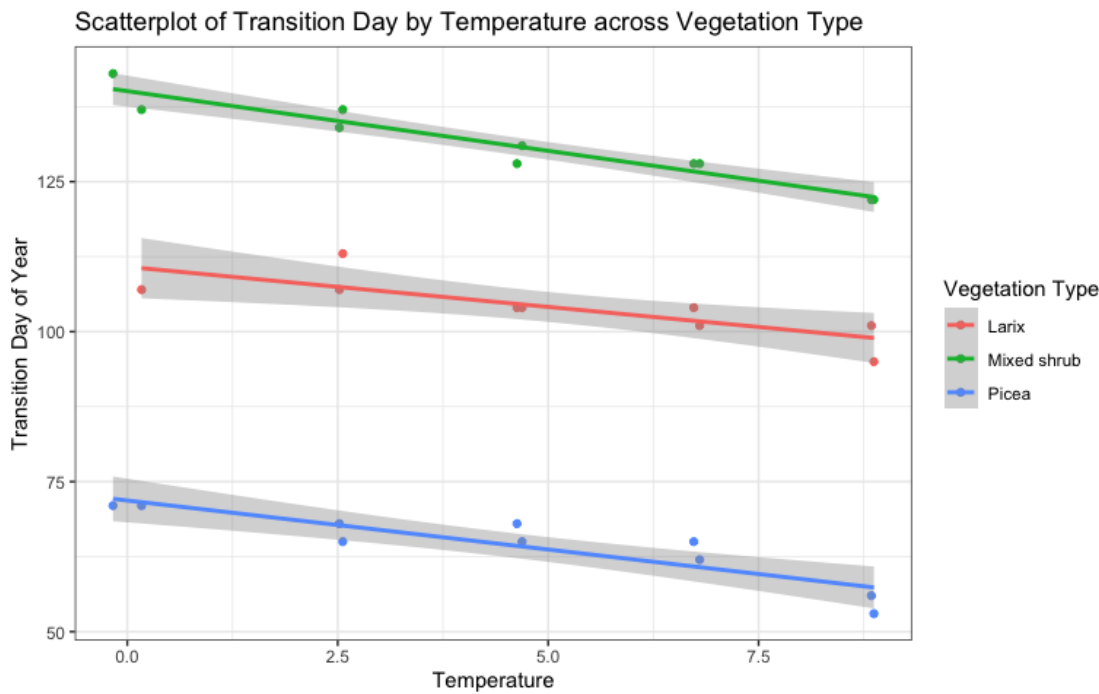 Scatterplot of Transition Day by Temperature across Vegetation Type
Transition Day of Year
125
100
75
50
0.0 2.5 5.0 7.5
Temperature
Vegetation Type
Larix
Mixed shrub
Picea